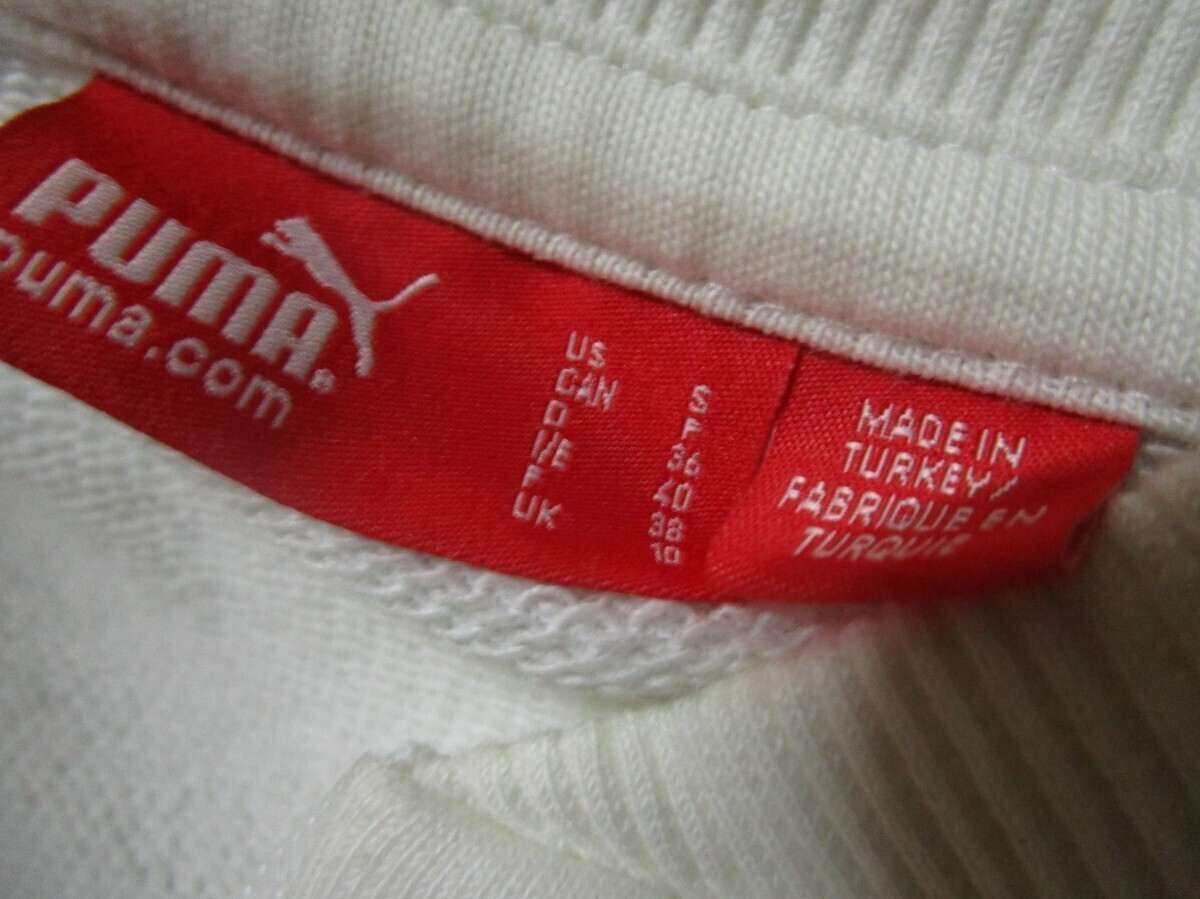 PUMA®
puma.com
US S
CAN P
D 36
I/E 40
F 38
UK 10
MADE IN
TURKEY /
FABRIQUE EN
TURQUIE